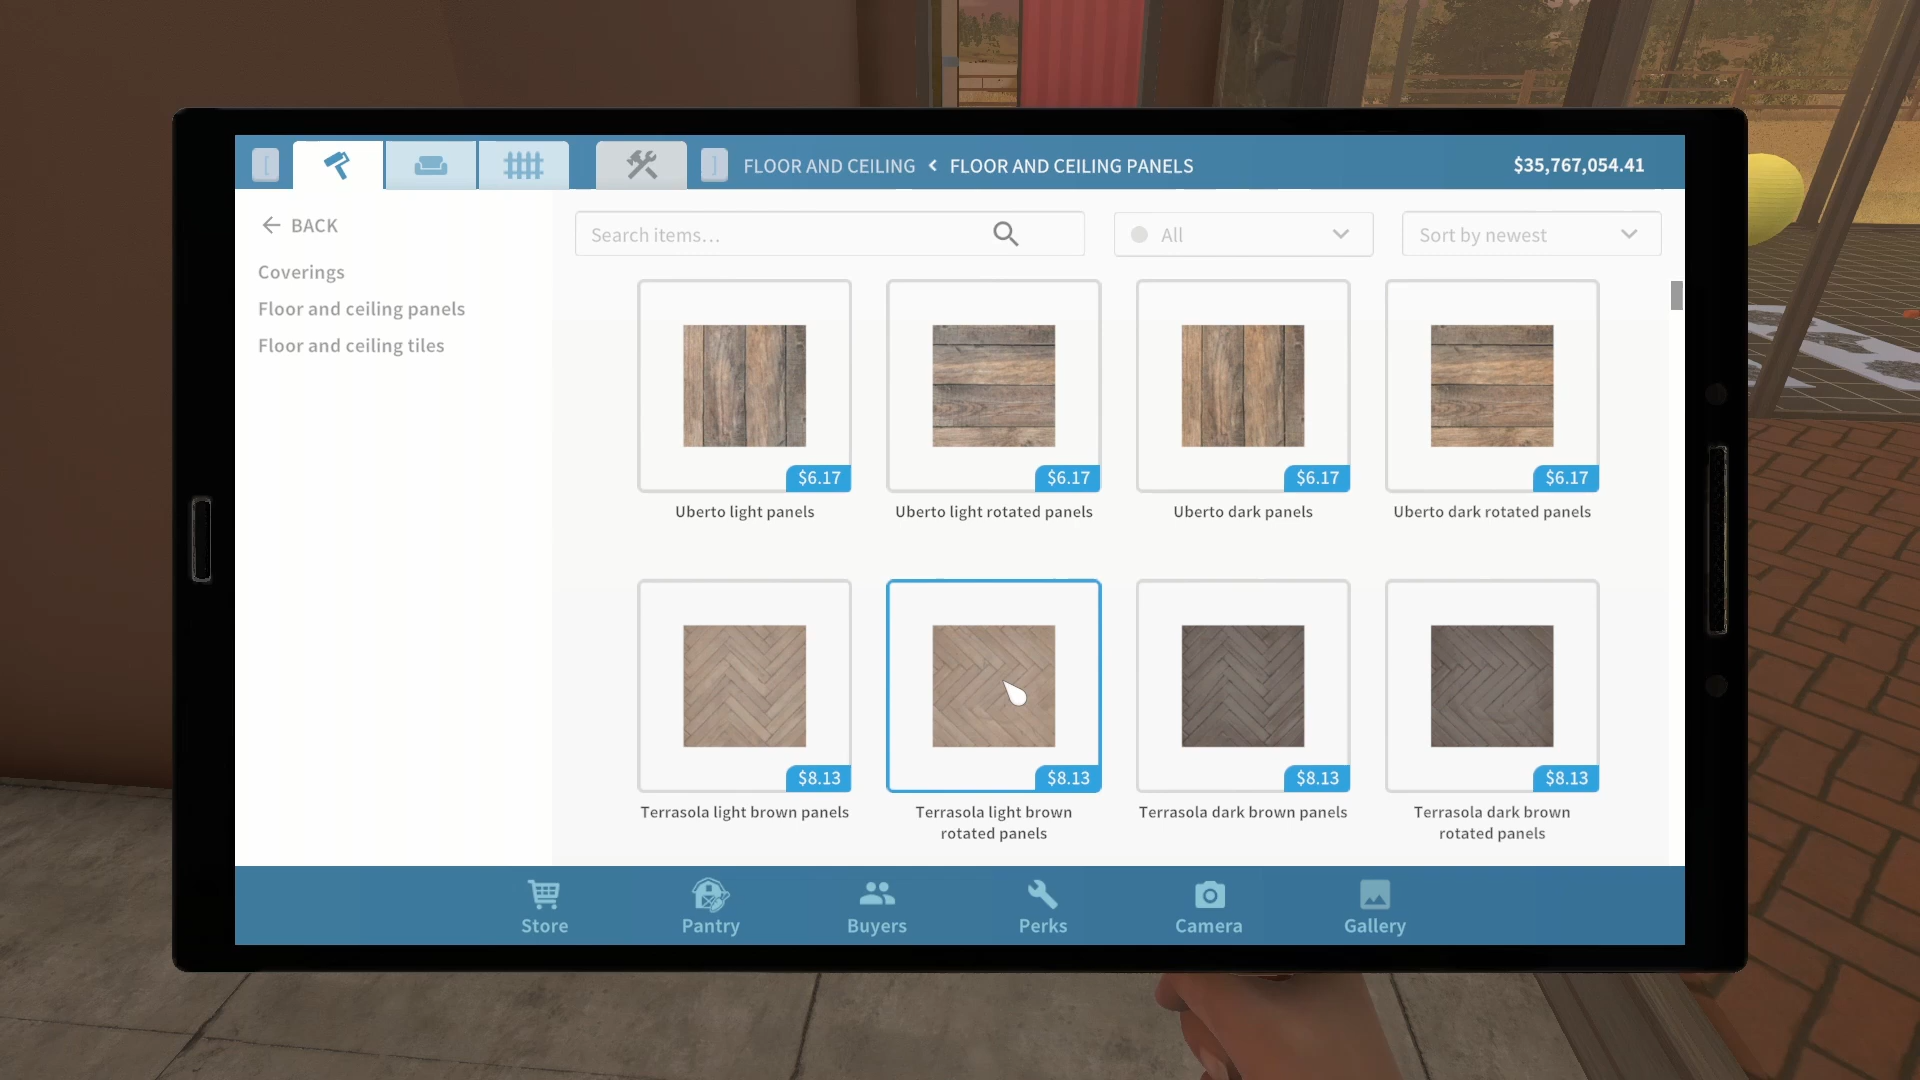 [
]
FLOOR AND CEILING < FLOOR AND CEILING PANELS
$35,767,054.41
BACK
Coverings
Floor and ceiling panels
Floor and ceiling tiles
Search items...
All
Sort by newest
$6.17
$6.17
$6.17
$6.17
Uberto light panels
Uberto light rotated panels
Uberto dark panels
Uberto dark rotated panels
$8.13
$8.13
$8.13
$8.13
Terrasola light brown panels
Terrasola light brown
rotated panels
Terrasola dark brown panels
Terrasola dark brown
rotated panels
Store
Pantry
Buyers
Perks
Camera
Gallery